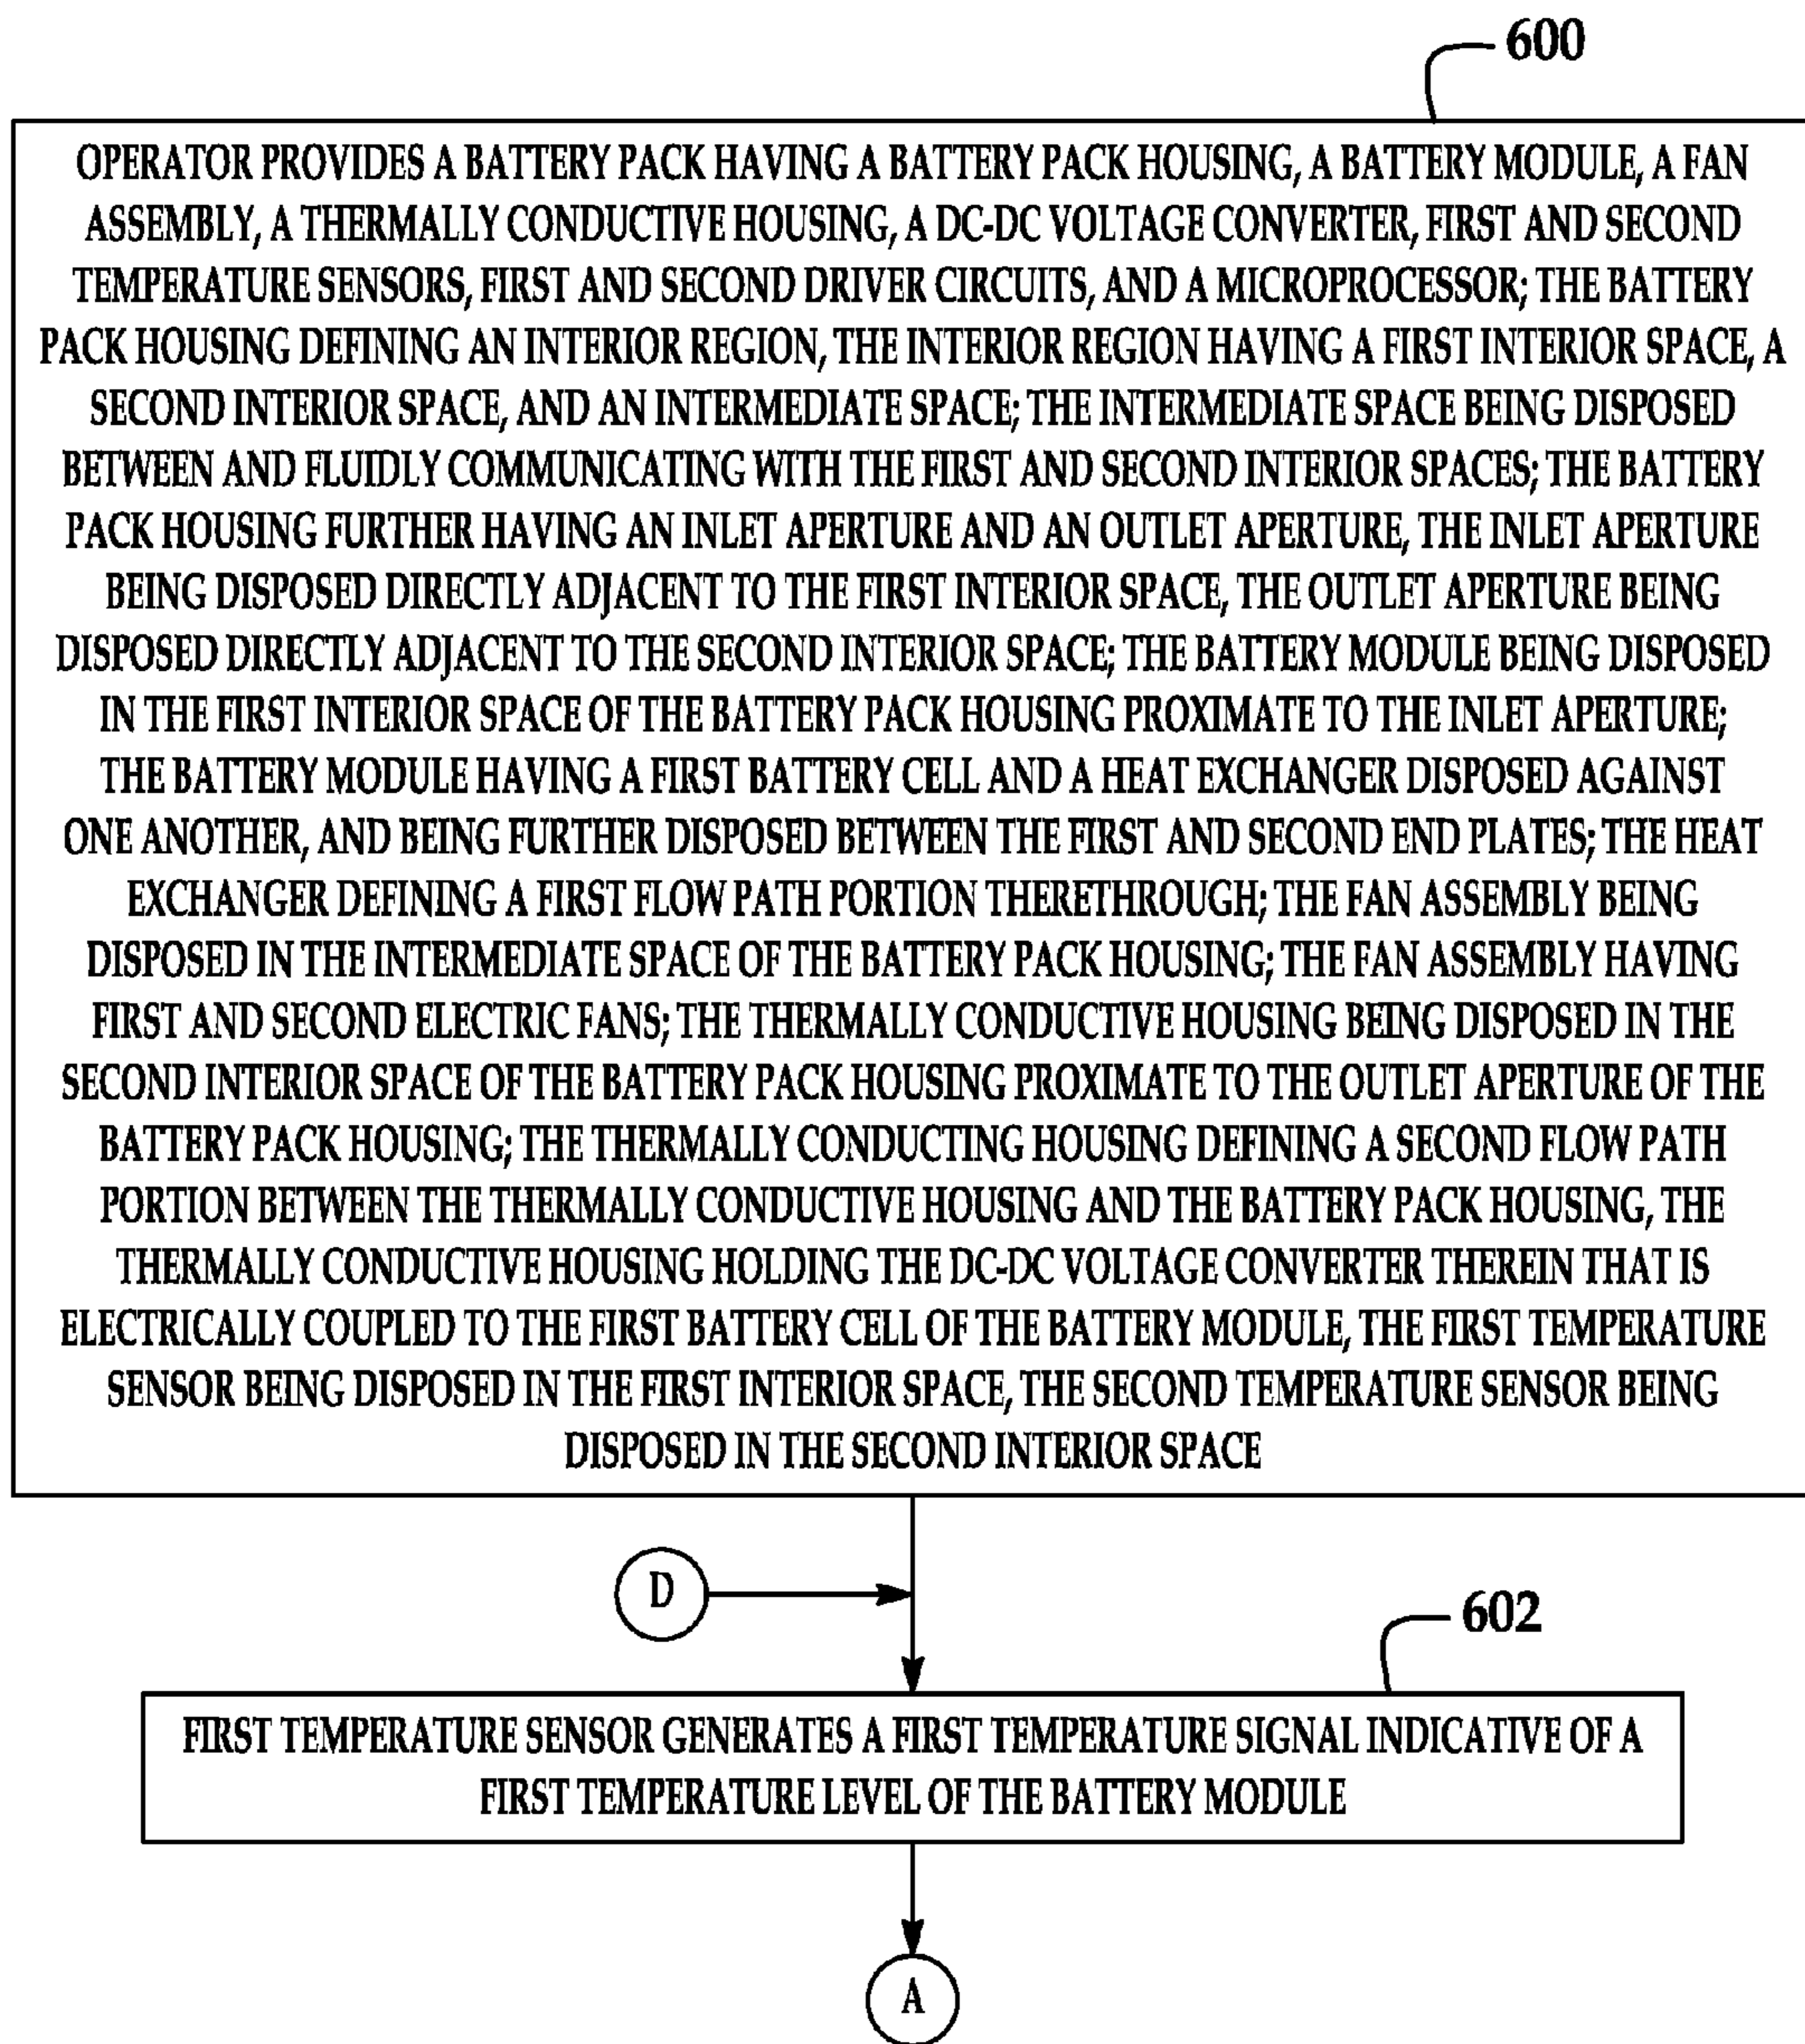 600
OPERATOR PROVIDES A BATTERY PACK HAVING A BATTERY PACK HOUSING, A BATTERY MODULE, A FAN
ASSEMBLY, A THERMALLY CONDUCTIVE HOUSING, A DC-DC VOLTAGE CONVERTER, FIRST AND SECOND
TEMPERATURE SENSORS, FIRST AND SECOND DRIVER CIRCUITS, AND A MICROPROCESSOR; THE BATTERY
PACK HOUSING DEFINING AN INTERIOR REGION, THE INTERIOR REGION HAVING A FIRST INTERIOR SPACE, A
SECOND INTERIOR SPACE, AND AN INTERMEDIATE SPACE; THE INTERMEDIATE SPACE BEING DISPOSED
BETWEEN AND FLUIDLY COMMUNICATING WITH THE FIRST AND SECOND INTERIOR SPACES; THE BATTERY
PACK HOUSING FURTHER HAVING AN INLET APERTURE AND AN OUTLET APERTURE, THE INLET APERTURE
BEING DISPOSED DIRECTLY ADJACENT TO THE FIRST INTERIOR SPACE, THE OUTLET APERTURE BEING
DISPOSED DIRECTLY ADJACENT TO THE SECOND INTERIOR SPACE; THE BATTERY MODULE BEING DISPOSED
IN THE FIRST INTERIOR SPACE OF THE BATTERY PACK HOUSING PROXIMATE TO THE INLET APERTURE;
THE BATTERY MODULE HAVING A FIRST BATTERY CELL AND A HEAT EXCHANGER DISPOSED AGAINST
ONE ANOTHER, AND BEING FURTHER DISPOSED BETWEEN THE FIRST AND SECOND END PLATES; THE HEAT
EXCHANGER DEFINING A FIRST FLOW PATH PORTION THERETHROUGH; THE FAN ASSEMBLY BEING
DISPOSED IN THE INTERMEDIATE SPACE OF THE BATTERY PACK HOUSING; THE FAN ASSEMBLY HAVING
FIRST AND SECOND ELECTRIC FANS; THE THERMALLY CONDUCTIVE HOUSING BEING DISPOSED IN THE
SECOND INTERIOR SPACE OF THE BATTERY PACK HOUSING PROXIMATE TO THE OUTLET APERTURE OF THE
BATTERY PACK HOUSING; THE THERMALLY CONDUCTING HOUSING DEFINING A SECOND FLOW PATH
PORTION BETWEEN THE THERMALLY CONDUCTIVE HOUSING AND THE BATTERY PACK HOUSING, THE
THERMALLY CONDUCTIVE HOUSING HOLDING THE DC-DC VOLTAGE CONVERTER THEREIN THAT IS
ELECTRICALLY COUPLED TO THE FIRST BATTERY CELL OF THE BATTERY MODULE, THE FIRST TEMPERATURE
SENSOR BEING DISPOSED IN THE FIRST INTERIOR SPACE, THE SECOND TEMPERATURE SENSOR BEING
DISPOSED IN THE SECOND INTERIOR SPACE
D
602
FIRST TEMPERATURE SENSOR GENERATES A FIRST TEMPERATURE SIGNAL INDICATIVE OF A
FIRST TEMPERATURE LEVEL OF THE BATTERY MODULE
A